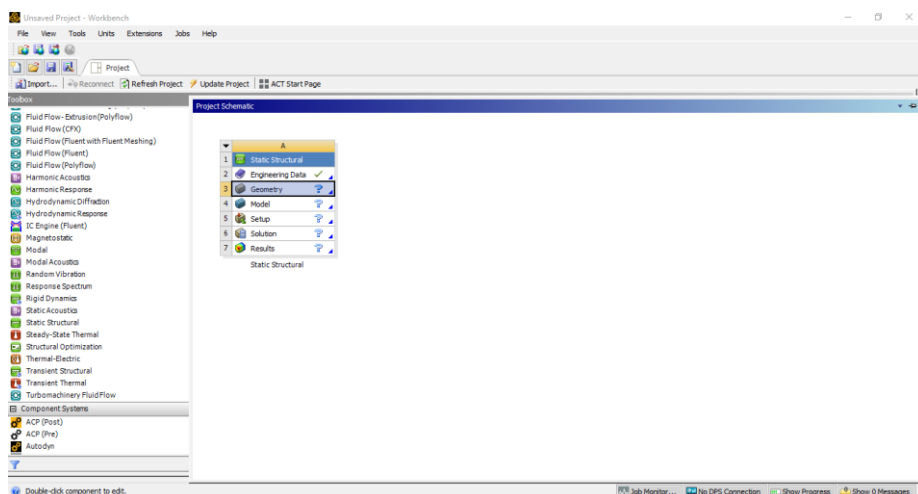 Unsaved Project - Workbench
File View Tools Units Extensions Jobs Help
Project
Import... Reconnect Refresh Project Update Project ACT Start Page
Toolbox
Project Schematic
Fluid Flow- Extrusion(Polyflow)
Fluid Flow (CFX)
Fluid Flow (Fluent with Fluent Meshing)
Fluid Flow (Fluent)
Fluid Flow (Polyflow)
Harmonic Acoustics
Harmonic Response
Hydrodynamic Diffraction
Hydrodynamic Response
IC Engine (Fluent)
Magnetostatic
Modal
Modal Acoustics
Random Vibration
Response Spectrum
Rigid Dynamics
Static Acoustics
Static Structural
Steady-State Thermal
Structural Optimization
Thermal-Electric
Transient Structural
Transient Thermal
Turbomachinery Fluid Flow
Component Systems
ACP (Post)
ACP (Pre)
Autodyn
A
1 Static Structural
2 Engineering Data ✓
3 Geometry ?
4 Model ?
5 Setup ?
6 Solution ?
7 Results ?
Static Structural
Double-click component to edit.
Job Monitor... No DPS Connection Show Progress Show 0 Messages